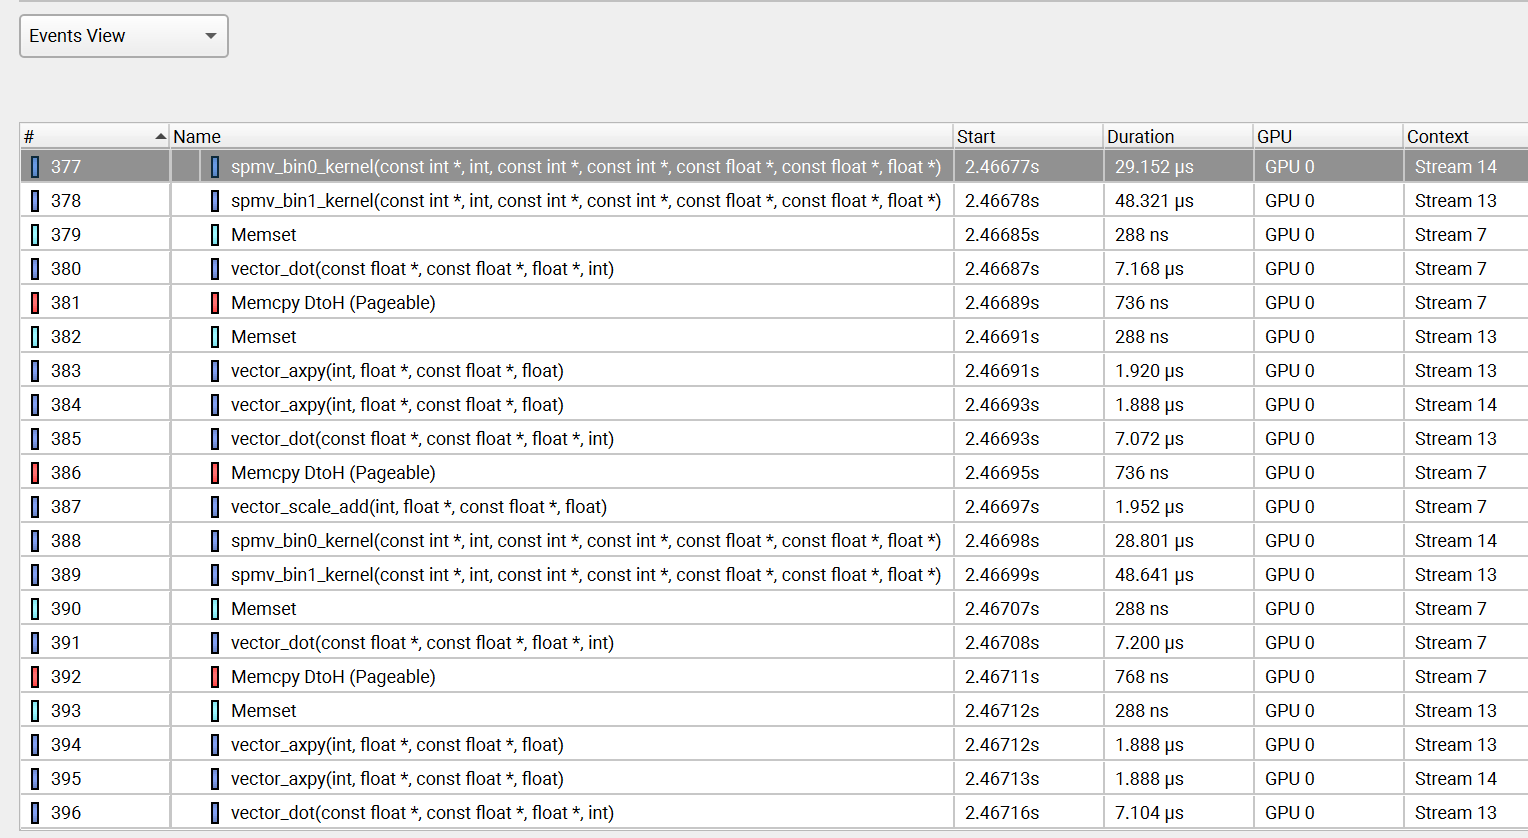 Events View
# Name Start Duration GPU Context
377 spmv_bin0_kernel(const int *, int, const int *, const int *, const float *, const float *, float *) 2.46677s 29.152 µs GPU 0 Stream 14
378 spmv_bin1_kernel(const int *, int, const int *, const int *, const float *, const float *, float *) 2.46678s 48.321 µs GPU 0 Stream 13
379 Memset 2.46685s 288 ns GPU 0 Stream 7
380 vector_dot(const float *, const float *, float *, int) 2.46687s 7.168 µs GPU 0 Stream 7
381 Memcpy DtoH (Pageable) 2.46689s 736 ns GPU 0 Stream 7
382 Memset 2.46691s 288 ns GPU 0 Stream 13
383 vector_axpy(int, float *, const float *, float) 2.46691s 1.920 µs GPU 0 Stream 13
384 vector_axpy(int, float *, const float *, float) 2.46693s 1.888 µs GPU 0 Stream 14
385 vector_dot(const float *, const float *, float *, int) 2.46693s 7.072 µs GPU 0 Stream 13
386 Memcpy DtoH (Pageable) 2.46695s 736 ns GPU 0 Stream 7
387 vector_scale_add(int, float *, const float *, float) 2.46697s 1.952 µs GPU 0 Stream 7
388 spmv_bin0_kernel(const int *, int, const int *, const int *, const float *, const float *, float *) 2.46698s 28.801 µs GPU 0 Stream 14
389 spmv_bin1_kernel(const int *, int, const int *, const int *, const float *, const float *, float *) 2.46699s 48.641 µs GPU 0 Stream 13
390 Memset 2.46707s 288 ns GPU 0 Stream 7
391 vector_dot(const float *, const float *, float *, int) 2.46708s 7.200 µs GPU 0 Stream 7
392 Memcpy DtoH (Pageable) 2.46711s 768 ns GPU 0 Stream 7
393 Memset 2.46712s 288 ns GPU 0 Stream 13
394 vector_axpy(int, float *, const float *, float) 2.46712s 1.888 µs GPU 0 Stream 13
395 vector_axpy(int, float *, const float *, float) 2.46713s 1.888 µs GPU 0 Stream 14
396 vector_dot(const float *, const float *, float *, int) 2.46716s 7.104 µs GPU 0 Stream 13